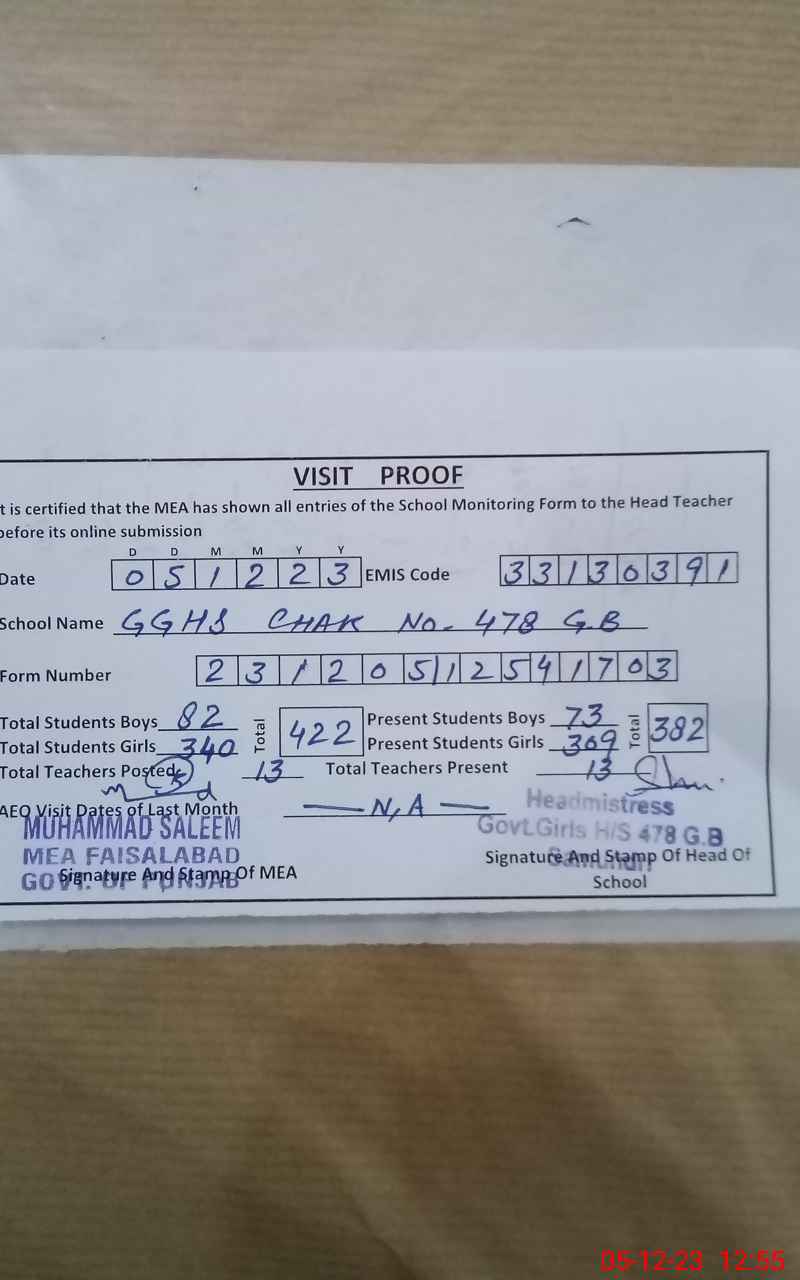 VISIT PROOF
t is certified that the MEA has shown all entries of the School Monitoring Form to the Head Teacher
before its online submission
D D M M Y Y
Date 0 5 1 2 2 3 EMIS Code 3 3 1 3 0 3 9 1
School Name GGHS CHAK No. 478 G.B
Form Number 2 3 1 2 0 5 1 2 5 4 1 7 0 3
Total Students Boys 82 Total 422 Present Students Boys 73 Total 382
Total Students Girls 340 Present Students Girls 309
Total Teachers Posted 13 Total Teachers Present 13
AEO Visit Dates of Last Month N,A
MUHAMMAD SALEEM
MEA FAISALABAD
GOVT. OF PUNJAB
Signature And Stamp Of MEA
Headmistress
Govt.Girls H/S 478 G.B
Signature And Stamp Of Head Of
School
05-12-23 12:55